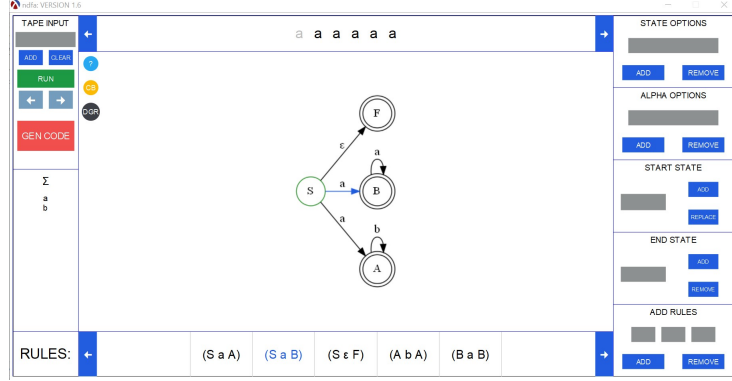 ndfa: VERSION 1.6
TAPE INPUT
ADD CLEAR
RUN
GEN CODE
Σ
a
b
a a a a a a
?
CB
OGR
F
ε
a
S a B
a
b
A
RULES:
(S a A) (S a B) (S ε F) (A b A) (B a B)
STATE OPTIONS
ADD REMOVE
ALPHA OPTIONS
ADD REMOVE
START STATE
ADD
REPLACE
END STATE
ADD
REMOVE
ADD RULES
ADD REMOVE